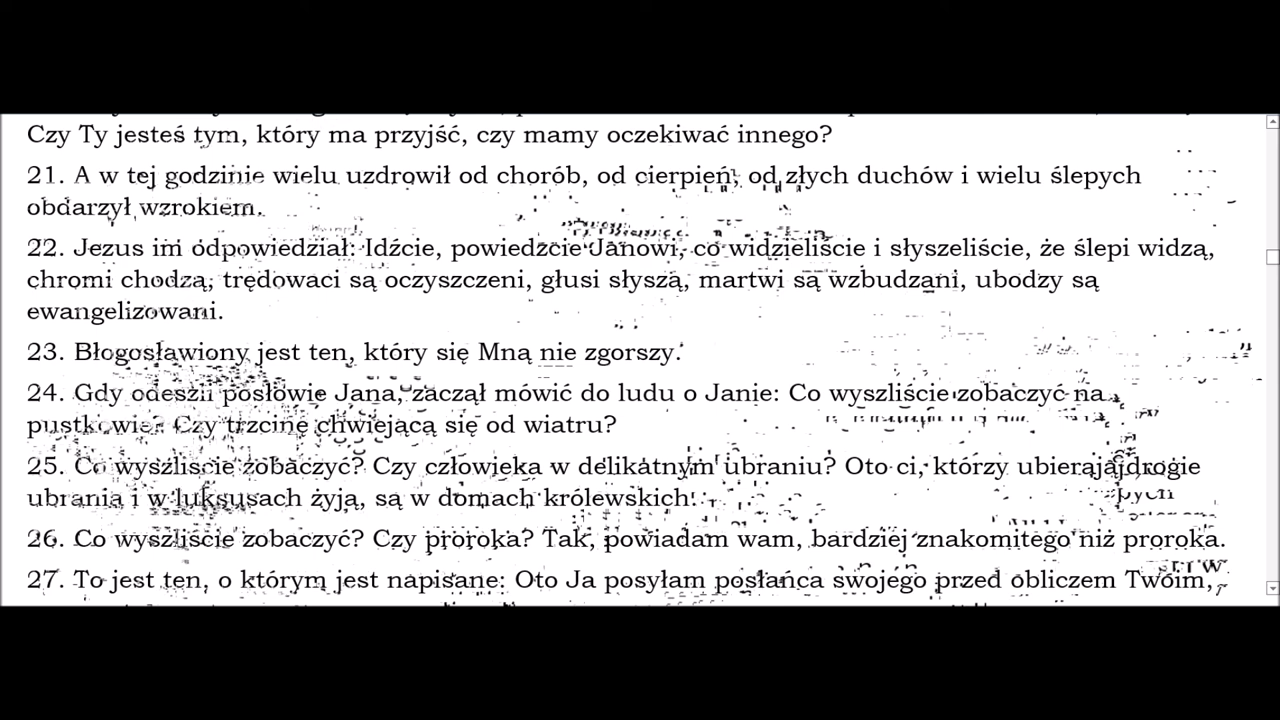 Czy Ty jesteś tym, który ma przyjść, czy mamy oczekiwać innego?
21. A w tej godzinie wielu uzdrowił od chorób, od cierpień, od złych duchów i wielu ślepych
obdarzył wzrokiem.
22. Jezus im odpowiedział: Idźcie, powiedzcie Janowi, co widzieliście i słyszeliście, że ślepi widzą,
chromi chodzą, trędowaci są oczyszczeni, głusi słyszą, martwi są wzbudzani, ubodzy są
ewangelizowani.
23. Błogosławiony jest ten, który się Mną nie zgorszy.
24. Gdy odeszli posłowie Jana, zaczął mówić do ludu o Janie: Co wyszliście zobaczyć na
pustkowie? Czy trzcinę chwiejącą się od wiatru?
25. Co wyszliście zobaczyć? Czy człowieka w delikatnym ubraniu? Oto ci, którzy ubierają drogie
ubrania i w luksusach żyją, są w domach królewskich.
26. Co wyszliście zobaczyć? Czy proroka? Tak, powiadam wam, bardziej znakomitego niż proroka.
27. To jest ten, o którym jest napisane: Oto Ja posyłam posłańca swojego przed obliczem Twoim,